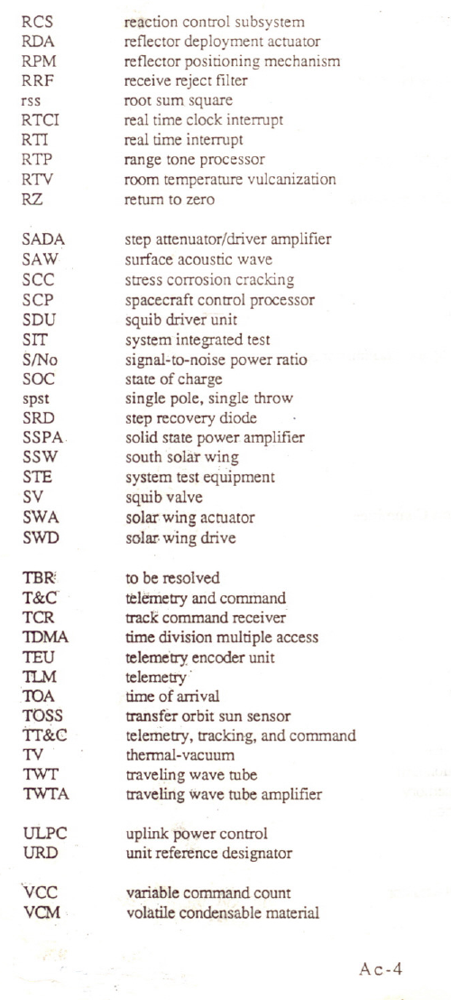 RCS reaction control subsystem
RDA reflector deployment actuator
RPM reflector positioning mechanism
RRF receive reject filter
rss root sum square
RTCI real time clock interrupt
RTI real time interrupt
RTP range tone processor
RTV room temperature vulcanization
RZ return to zero
SADA step attenuator/driver amplifier
SAW surface acoustic wave
SCC stress corrosion cracking
SCP spacecraft control processor
SDU squib driver unit
SIT system integrated test
S/No signal-to-noise power ratio
SOC state of charge
spst single pole, single throw
SRD step recovery diode
SSPA solid state power amplifier
SSW south solar wing
STE system test equipment
SV squib valve
SWA solar wing actuator
SWD solar wing drive
TBR to be resolved
T&C telemetry and command
TCR track command receiver
TDMA time division multiple access
TEU telemetry encoder unit
TLM telemetry
TOA time of arrival
TOSS transfer orbit sun sensor
TT&C telemetry, tracking, and command
TV thermal-vacuum
TWT traveling wave tube
TWTA traveling wave tube amplifier
ULPC uplink power control
URD unit reference designator
VCC variable command count
VCM volatile condensable material
Ac-4